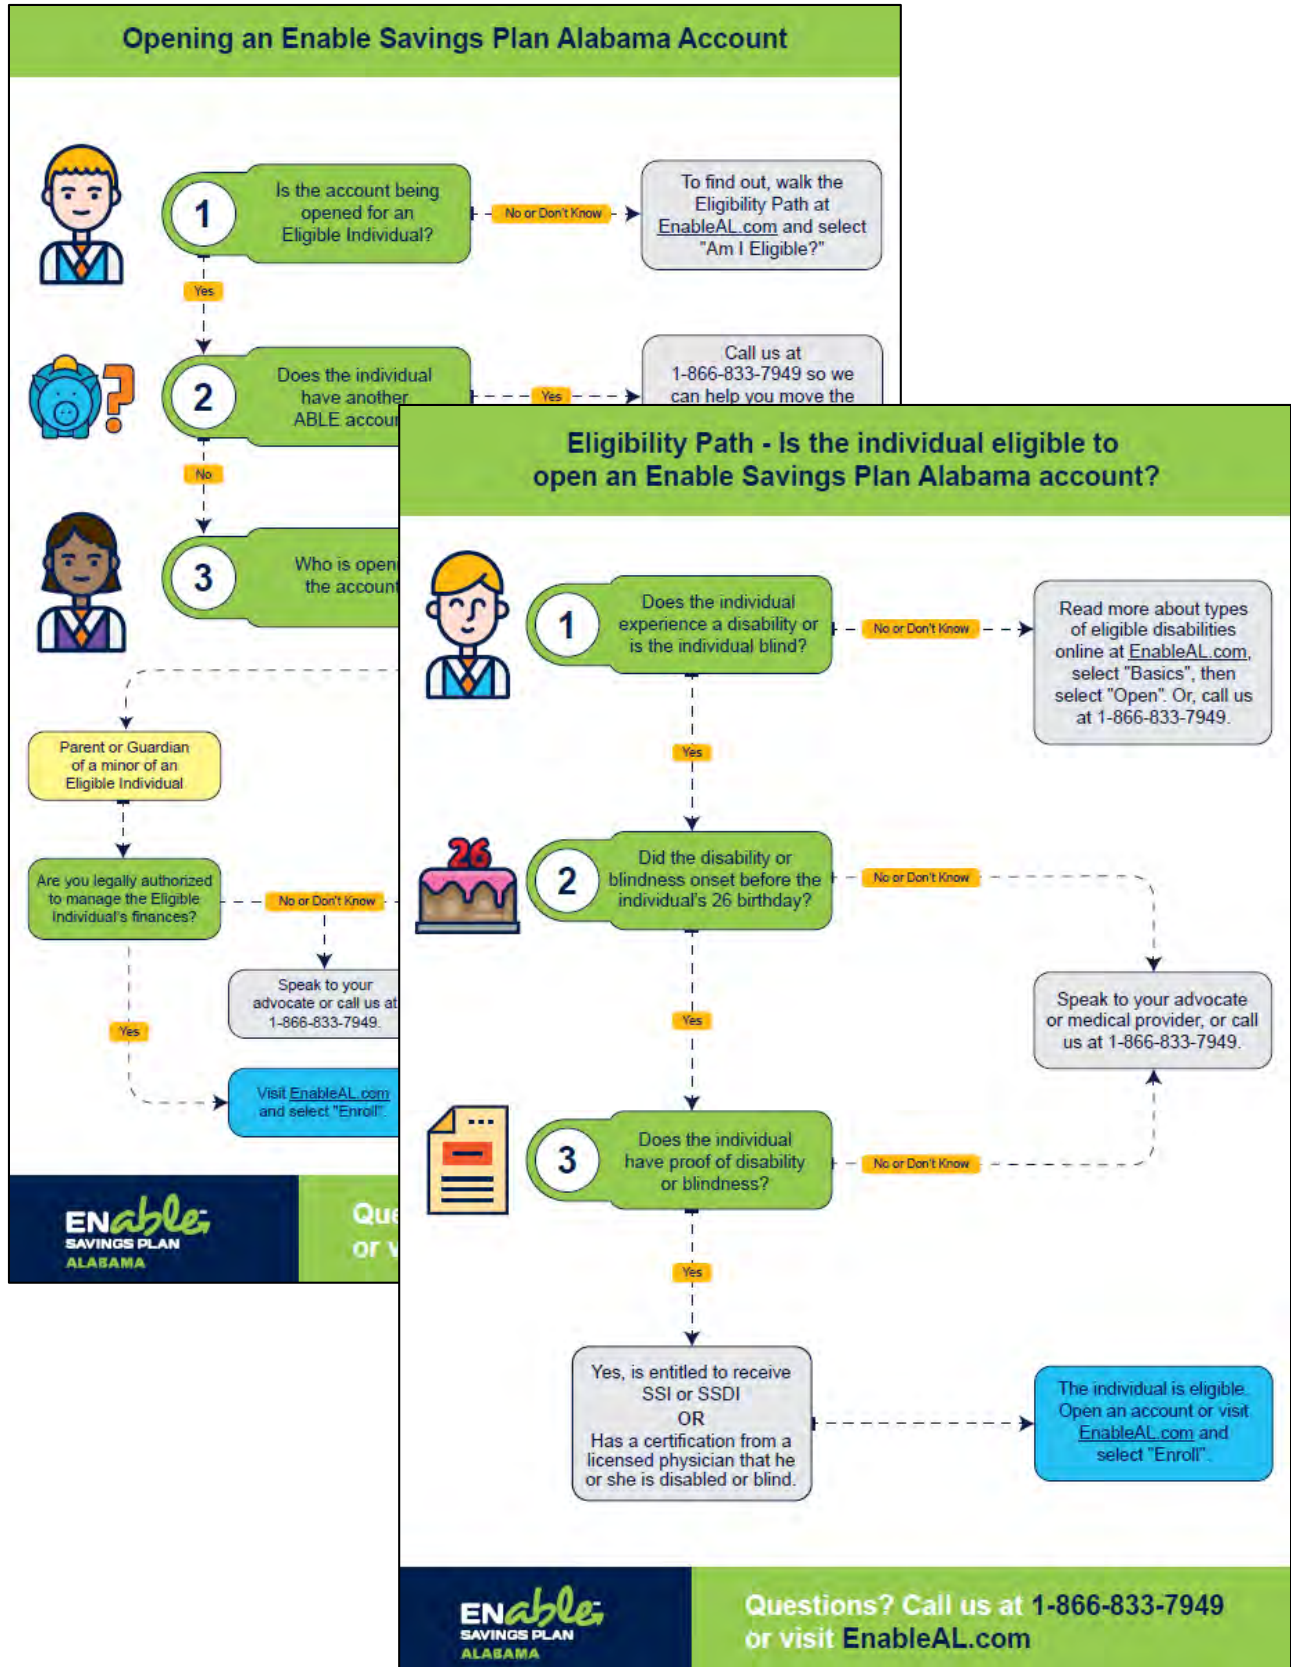 Opening an Enable Savings Plan Alabama Account
1
Is the account being
opened for an
Eligible Individual?
No or Don't Know
To find out, walk the
Eligibility Path at
EnableAL.com and select
"Am I Eligible?"
Yes
2
Does the individual
have another
ABLE accoun
Yes
Call us at
1-866-833-7949 so we
can help you move the
No
3
Who is openi
the account
Parent or Guardian
of a minor of an
Eligible Individual
Are you legally authorized
to manage the Eligible
Individual's finances?
No or Don't Know
Speak to your
advocate or call us at
1-866-833-7949.
Yes
Visit EnableAL.com
and select "Enroll".
ENable
SAVINGS PLAN
ALABAMA
Que
or v
Eligibility Path - Is the individual eligible to
open an Enable Savings Plan Alabama account?
1
Does the individual
experience a disability or
is the individual blind?
No or Don't Know
Read more about types
of eligible disabilities
online at EnableAL.com,
select "Basics", then
select "Open". Or, call us
at 1-866-833-7949.
Yes
26
2
Did the disability or
blindness onset before the
individual's 26 birthday?
No or Don't Know
Yes
Speak to your advocate
or medical provider, or call
us at 1-866-833-7949.
3
Does the individual
have proof of disability
or blindness?
No or Don't Know
Yes
Yes, is entitled to receive
SSI or SSDI
OR
Has a certification from a
licensed physician that he
or she is disabled or blind.
The individual is eligible.
Open an account or visit
EnableAL.com and
select "Enroll".
ENable
SAVINGS PLAN
ALABAMA
Questions? Call us at 1-866-833-7949
or visit EnableAL.com